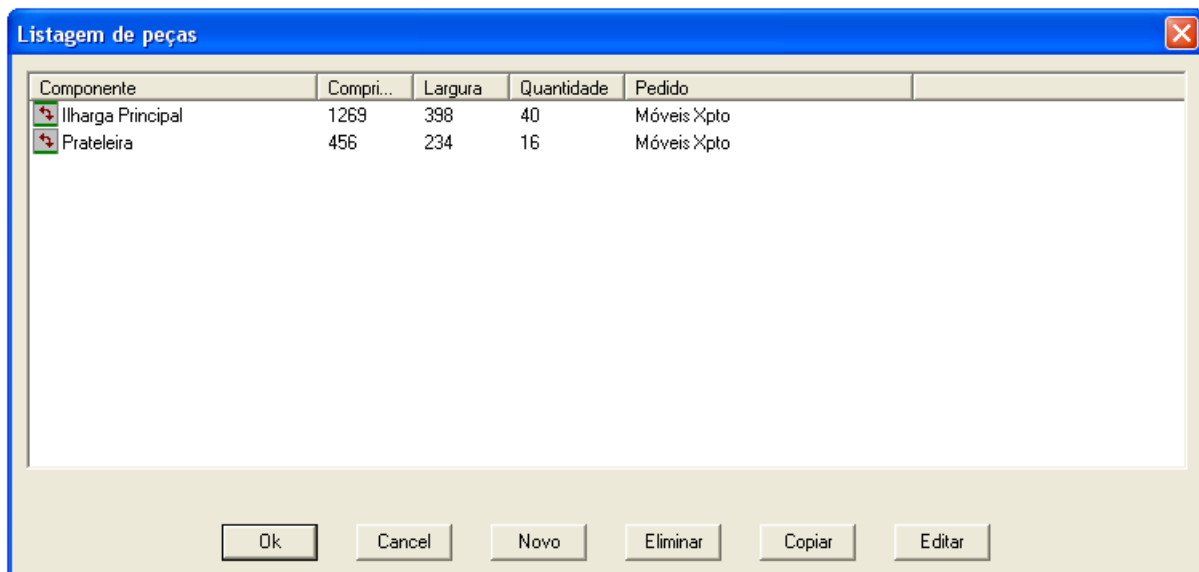 Listagem de peças
Componente Compri... Largura Quantidade Pedido
Ilharga Principal 1269 398 40 Móveis Xpto
Prateleira 456 234 16 Móveis Xpto
Ok Cancel Novo Eliminar Copiar Editar